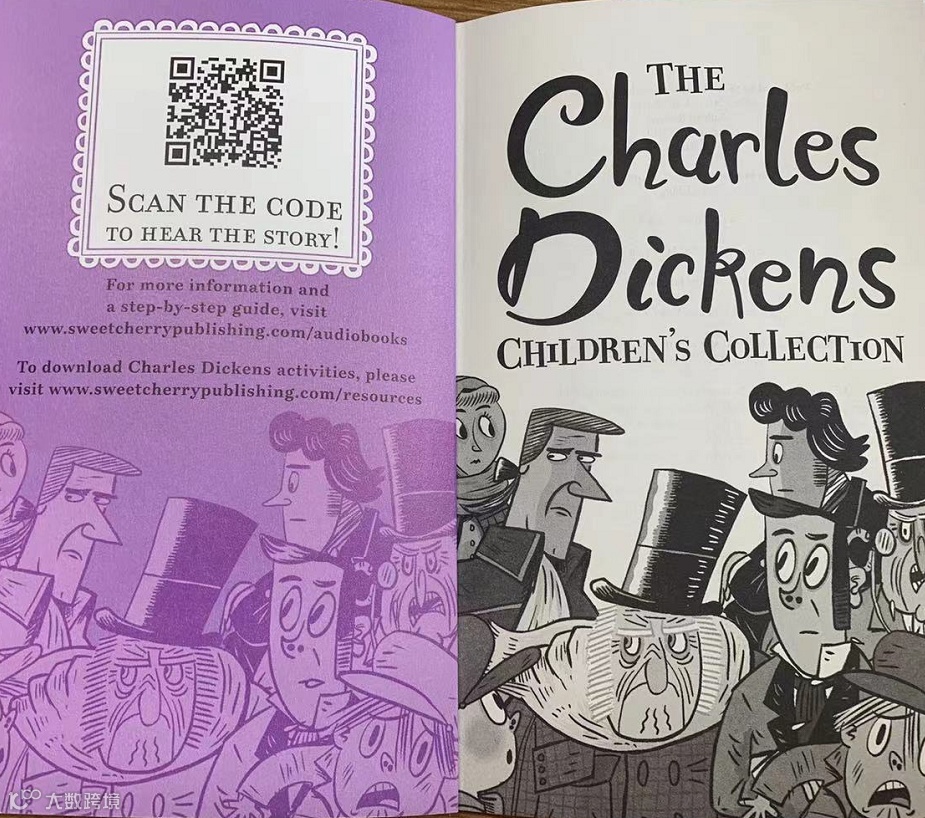 SCAN THE CODE
TO HEAR THE STORY!
For more information and
a step-by-step guide, visit
www.sweetcherrypublishing.com/audiobooks
To download Charles Dickens activities, please
visit www.sweetcherrypublishing.com/resources
THE
Charles
Dickens
CHILDREN'S COLLECTION
大数跨境